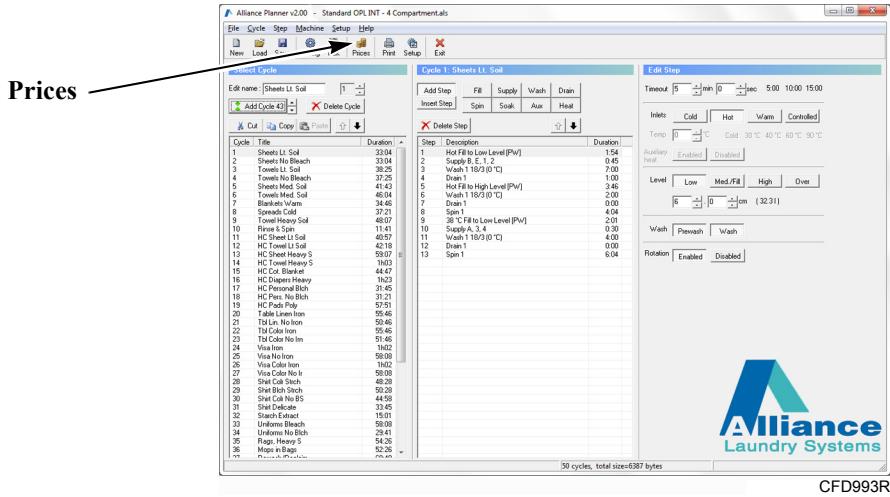 Alliance Planner v2.00 - Standard OPL INT - 4 Compartment.als
File Cycle Step Machine Setup Help
New Load Prices Print Setup Exit
Prices
Select Cycle
Edit name : Sheets Lt. Soil 1
Add Cycle 43 Delete Cycle
Cut Copy Paste
Cycle Title Duration
1 Sheets Lt. Soil 33:04
2 Sheets No Bleach 33:04
3 Towels Lt. Soil 38:25
4 Towels No Bleach 37:25
5 Sheets Med. Soil 41:43
6 Towels Med. Soil 46:04
7 Blankets Warm 34:46
8 Spreads Cold 37:21
9 Towel Heavy Soil 48:07
10 Rinse & Spin 11:41
11 HC Sheet Lt Soil 40:57
12 HC Towel Lt Soil 42:18
13 HC Sheet Heavy S 59:07
14 HC Towel Heavy S 1h03
15 HC Cot. Blanket 44:47
16 HC Diapers Heavy 1h23
17 HC Personal Blch 31:45
18 HC Pers. No Blch 31:21
19 HC Pads Poly 57:51
20 Table Linen Iron 55:46
21 Tbl Lin. No Iron 50:46
22 Tbl Color Iron 55:46
23 Tbl Color No Irn 51:46
24 Visa Iron 1h02
25 Visa No Iron 58:08
26 Visa Color Iron 1h02
27 Visa Color No Ir 58:08
28 Shirt Colr Strch 48:28
29 Shirt Blch Strch 50:28
30 Shirt Colr No BS 44:58
31 Shirt Delicate 33:45
32 Starch Extract 15:01
33 Uniforms Bleach 58:08
34 Uniforms No Blch 29:41
35 Rags, Heavy S 54:26
36 Mops in Bags 52:26
Cycle 1: Sheets Lt. Soil
Add Step Fill Supply Wash Drain
Insert Step Spin Soak Aux Heat
Delete Step
Step Description Duration
1 Hot Fill to Low Level [PW] 1:54
2 Supply B, E, 1, 2 0:45
3 Wash 1 18/3 (0 °C) 7:00
4 Drain 1 1:00
5 Hot Fill to High Level [PW] 3:46
6 Wash 1 18/3 (0 °C) 2:00
7 Drain 1 0:00
8 Spin 1 4:04
9 38 °C Fill to Low Level [PW] 2:01
10 Supply A, 3, 4 0:30
11 Wash 1 18/3 (0 °C) 4:00
12 Drain 1 0:00
13 Spin 1 6:04
Edit Step
Timeout 5 min 0 sec 5:00 10:00 15:00
Inlets Cold Hot Warm Controlled
Temp 0 °C Cold 30 °C 40 °C 60 °C 90 °C
Auxiliary heat Enabled Disabled
Level Low Med./Fill High Over
6 . 0 cm ( 32.3 l )
Wash Prewash Wash
Rotation Enabled Disabled
Alliance
Laundry Systems
50 cycles, total size=6387 bytes
CFD993R